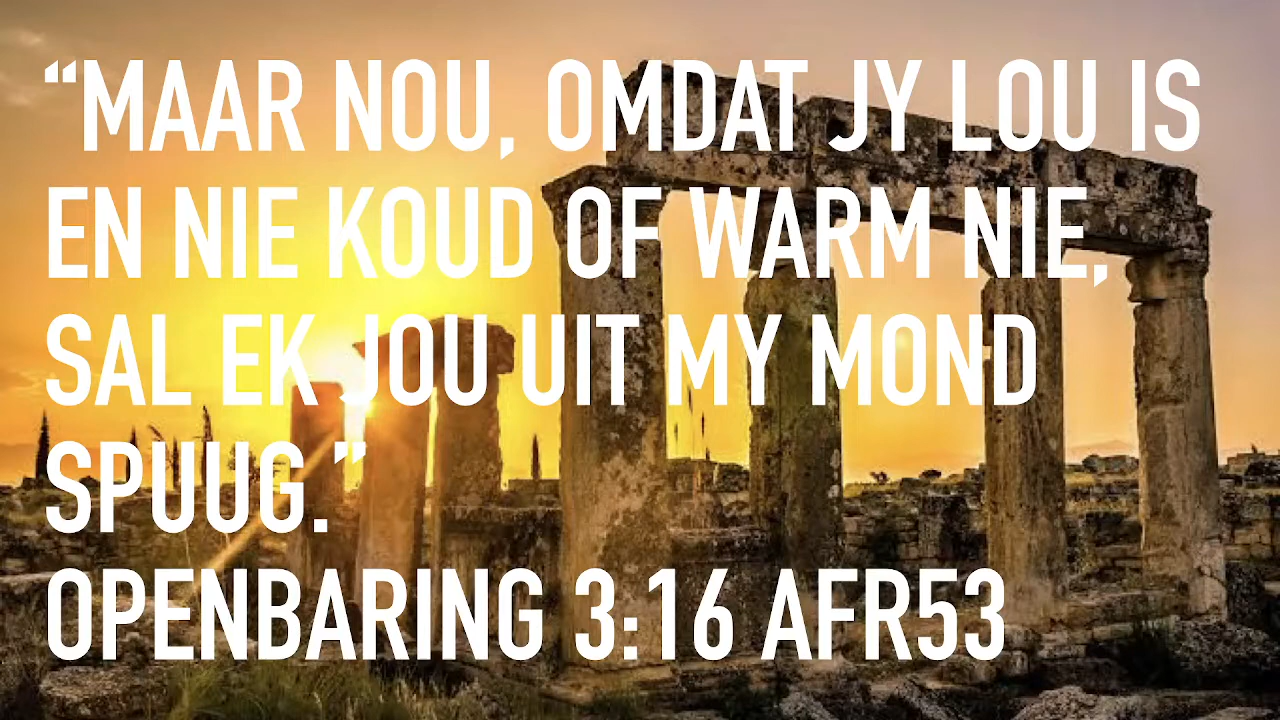 “MAAR NOU, OMDAT JY LOU IS
EN NIE KOUD OF WARM NIE,
SAL EK JOU UIT MY MOND
SPUUG.”
OPENBARING 3:16 AFR53